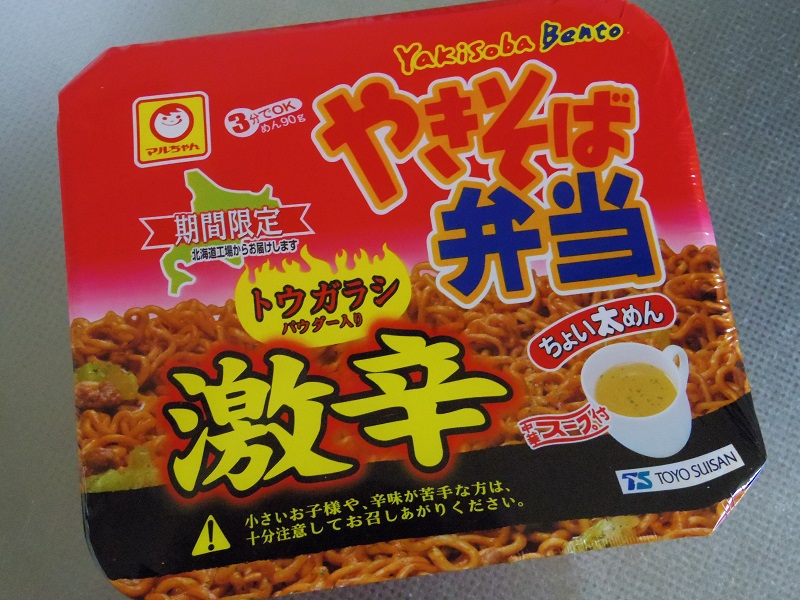 Yakisoba Bento
マルちゃん
3分でOK
めん90g
やきそば
弁当
期間限定
北海道工場からお届けします
トウガラシ
パウダー入り
激辛
ちょい太めん
中華スープ付
TS TOYO SUISAN
小さいお子様や、辛味が苦手な方は、
十分注意してお召しあがりください。